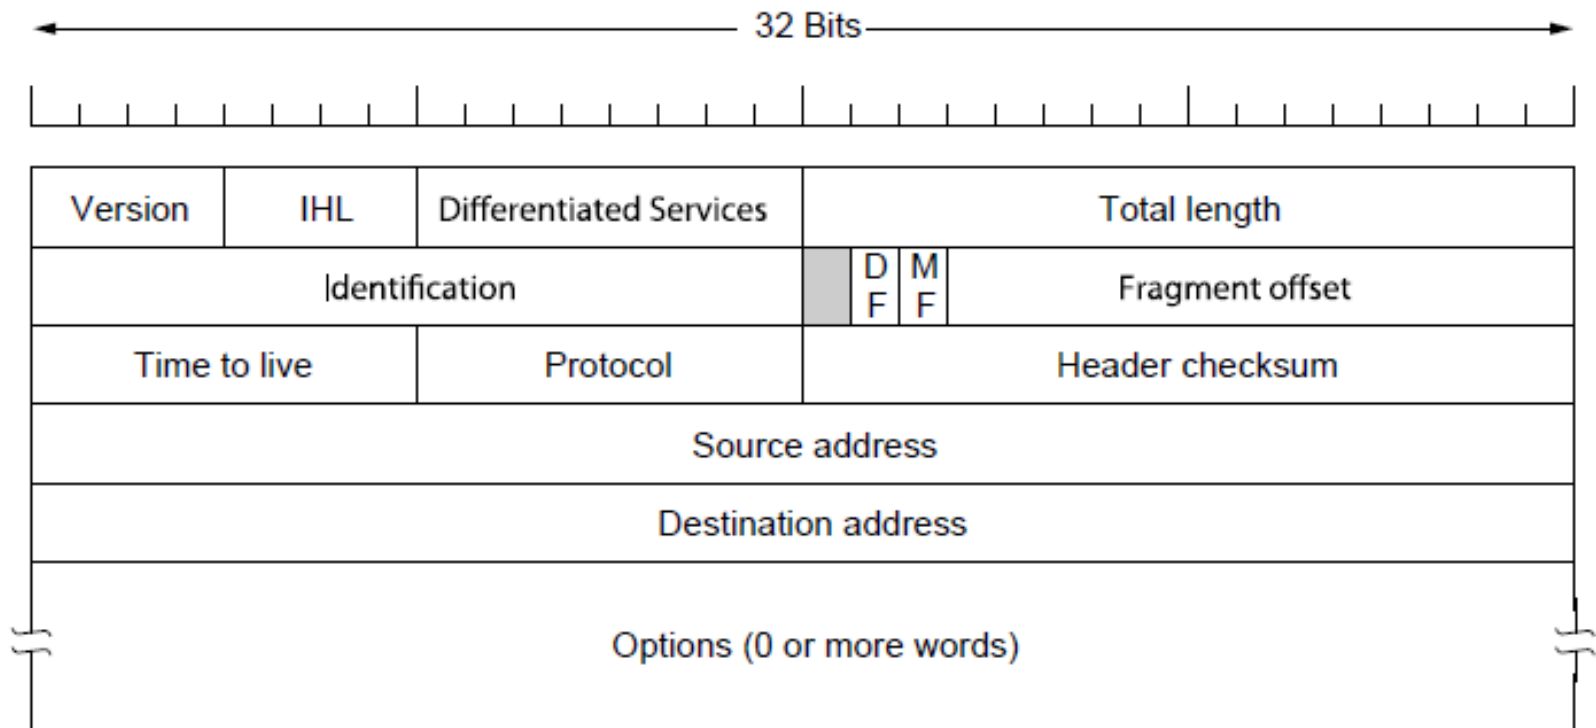 32 Bits
Version IHL Differentiated Services Total length
Identification D F M F Fragment offset
Time to live Protocol Header checksum
Source address
Destination address
Options (0 or more words)